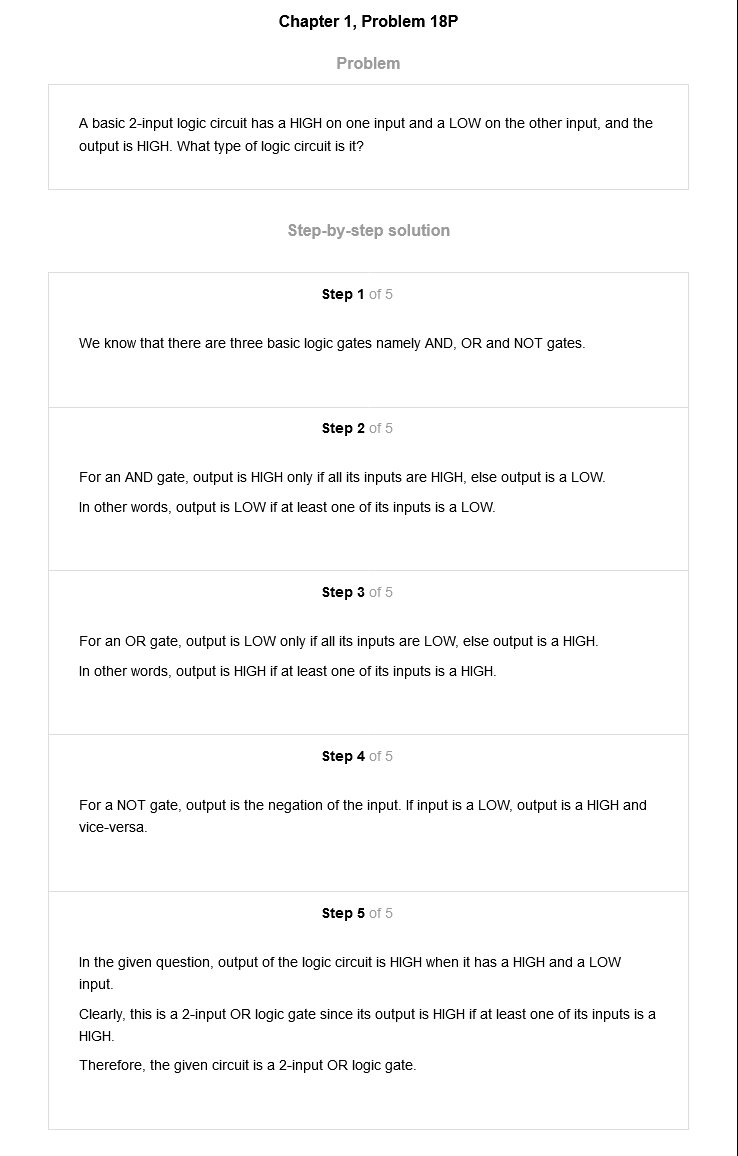 Chapter 1, Problem 18P
Problem
A basic 2-input logic circuit has a HIGH on one input and a LOW on the other input, and the
output is HIGH. What type of logic circuit is it?
Step-by-step solution
Step 1 of 5
We know that there are three basic logic gates namely AND, OR and NOT gates.
Step 2 of 5
For an AND gate, output is HIGH only if all its inputs are HIGH, else output is a LOW.
In other words, output is LOW if at least one of its inputs is a LOW.
Step 3 of 5
For an OR gate, output is LOW only if all its inputs are LOW, else output is a HIGH.
In other words, output is HIGH if at least one of its inputs is a HIGH.
Step 4 of 5
For a NOT gate, output is the negation of the input. If input is a LOW, output is a HIGH and
vice-versa.
Step 5 of 5
In the given question, output of the logic circuit is HIGH when it has a HIGH and a LOW
input.
Clearly, this is a 2-input OR logic gate since its output is HIGH if at least one of its inputs is a
HIGH.
Therefore, the given circuit is a 2-input OR logic gate.